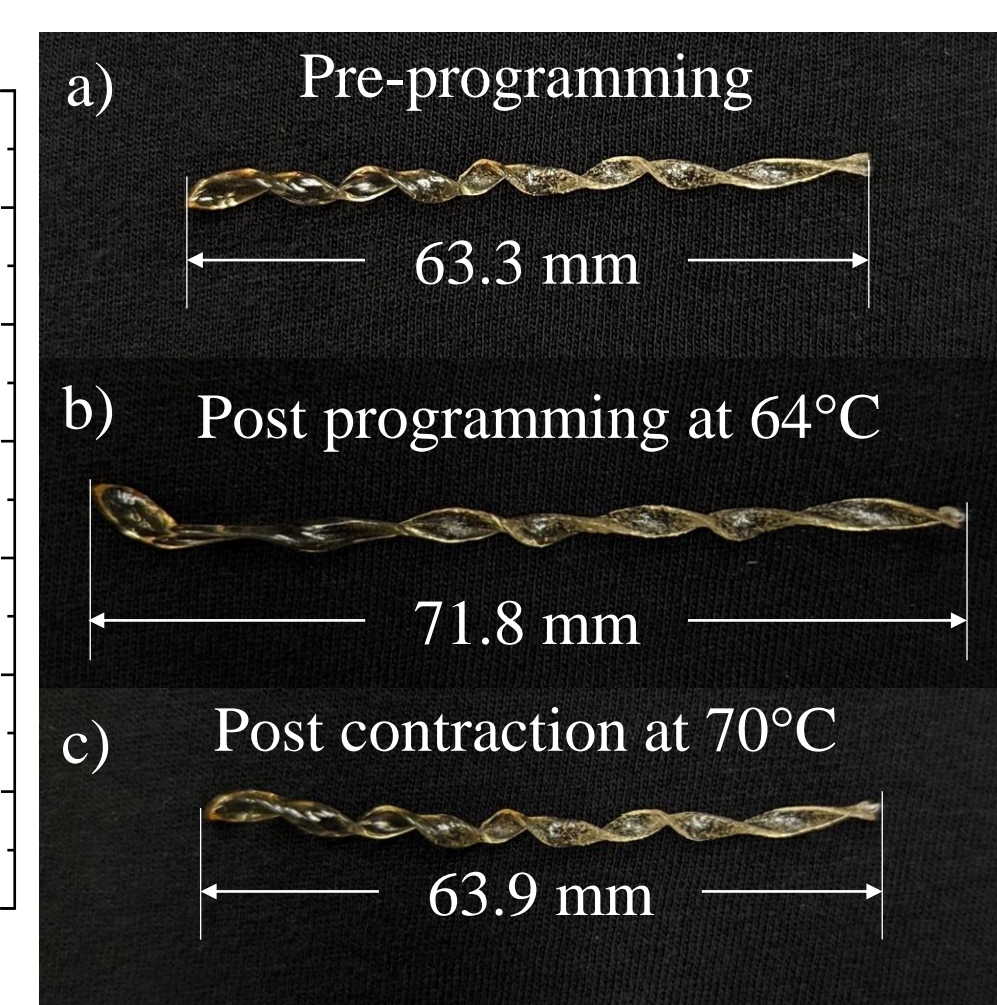 a)
Pre-programming
63.3 mm
b)
Post programming at 64°C
71.8 mm
c)
Post contraction at 70°C
63.9 mm